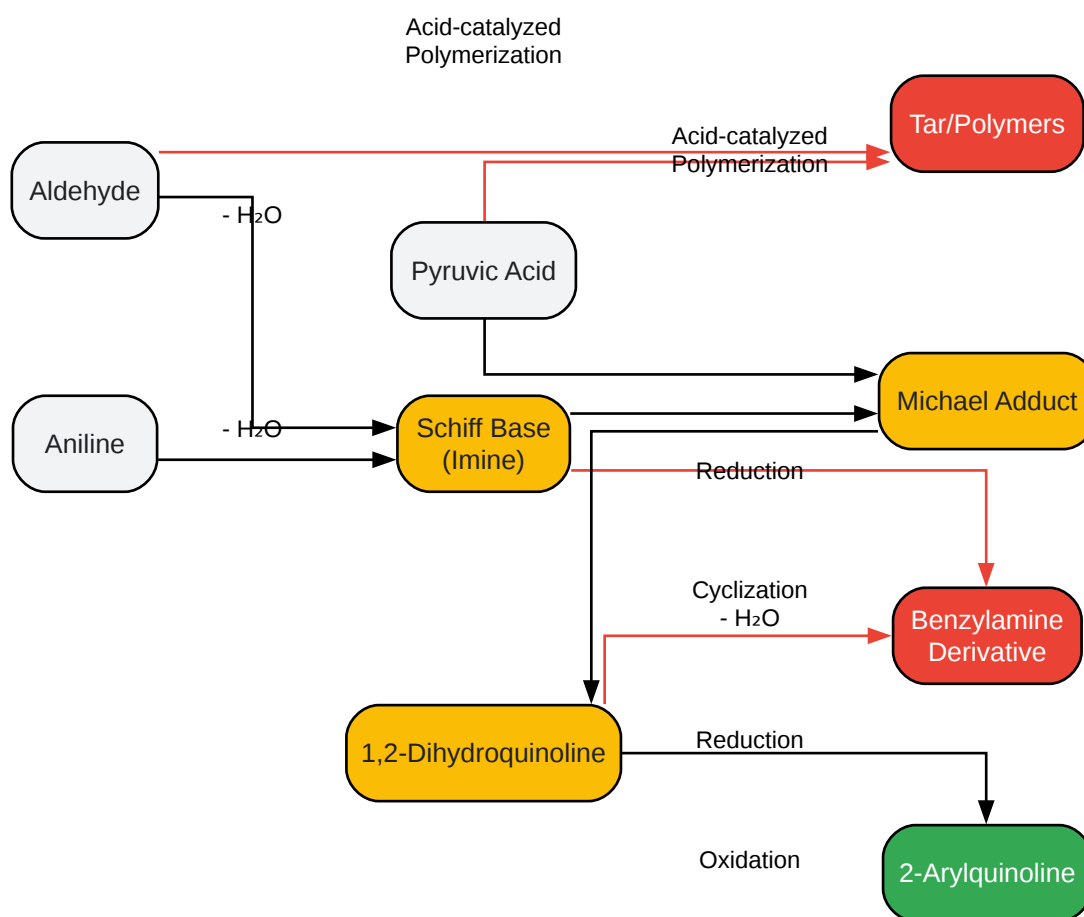 Acid-catalyzed
Polymerization
Tar/Polymers
Acid-catalyzed
Polymerization
Aldehyde
- H₂O
Pyruvic Acid
Michael Adduct
Schiff Base
(Imine)
Aniline
- H₂O
Reduction
Cyclization
- H₂O
Benzylamine
Derivative
1,2-Dihydroquinoline
Reduction
Oxidation
2-Arylquinoline